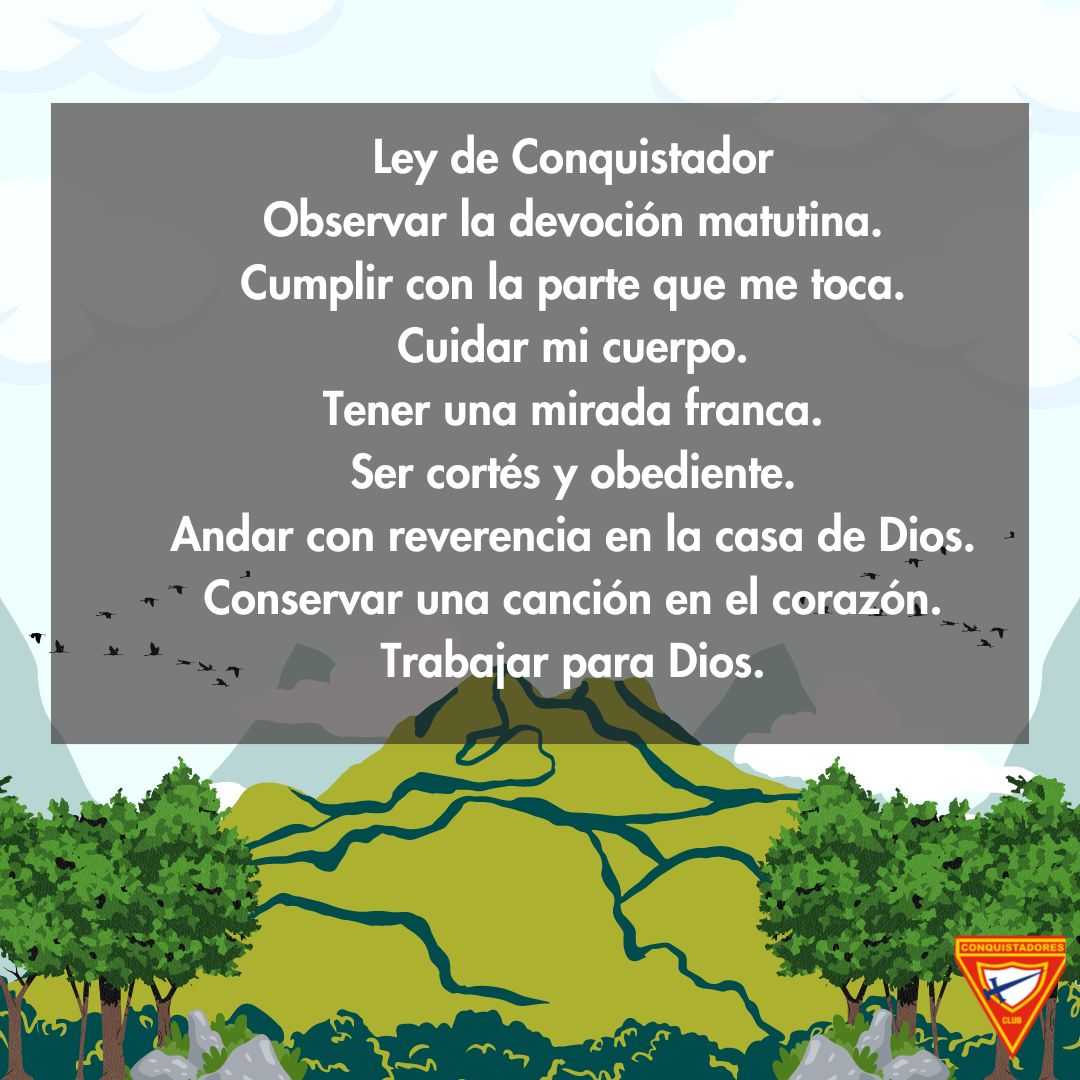 Ley de Conquistador
Observar la devoción matutina.
Cumplir con la parte que me toca.
Cuidar mi cuerpo.
Tener una mirada franca.
Ser cortés y obediente.
Andar con reverencia en la casa de Dios.
Conservar una canción en el corazón.
Trabajar para Dios.
CONQUISTADORES
CLUB